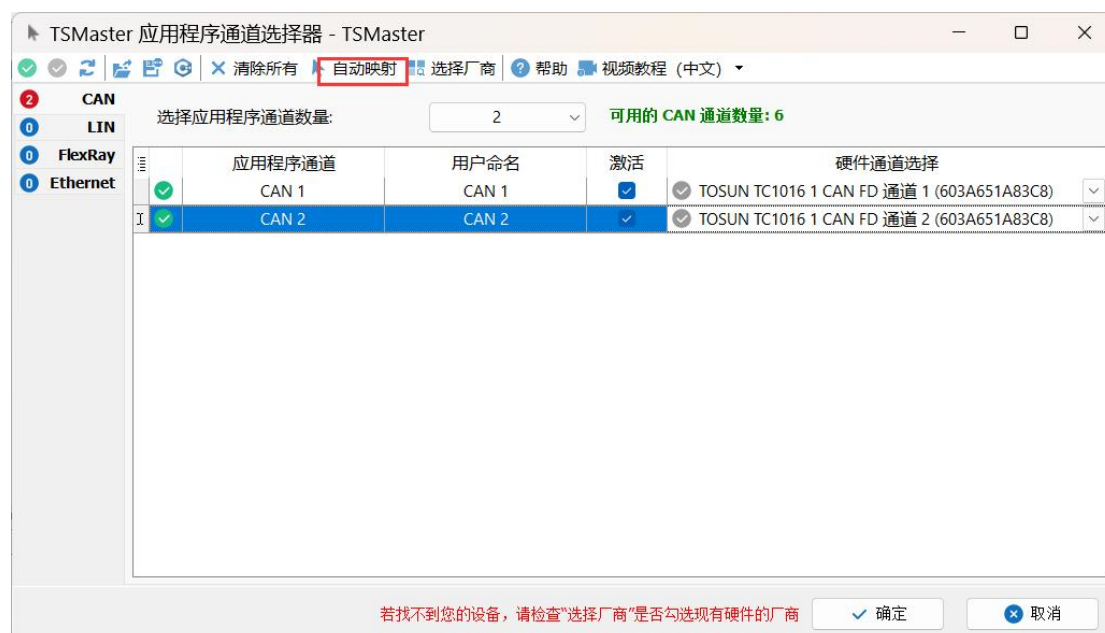 TSMaster 应用程序通道选择器 - TSMaster
清除所有 自动映射 选择厂商 帮助 视频教程 (中文)
2 CAN
0 LIN
0 FlexRay
0 Ethernet
选择应用程序通道数量: 2 可用的 CAN 通道数量: 6
应用程序通道 用户命名 激活 硬件通道选择
CAN 1 CAN 1 TOSUN TC1016 1 CAN FD 通道 1 (603A651A83C8)
CAN 2 CAN 2 TOSUN TC1016 1 CAN FD 通道 2 (603A651A83C8)
若找不到您的设备，请检查"选择厂商"是否勾选现有硬件的厂商 确定 取消